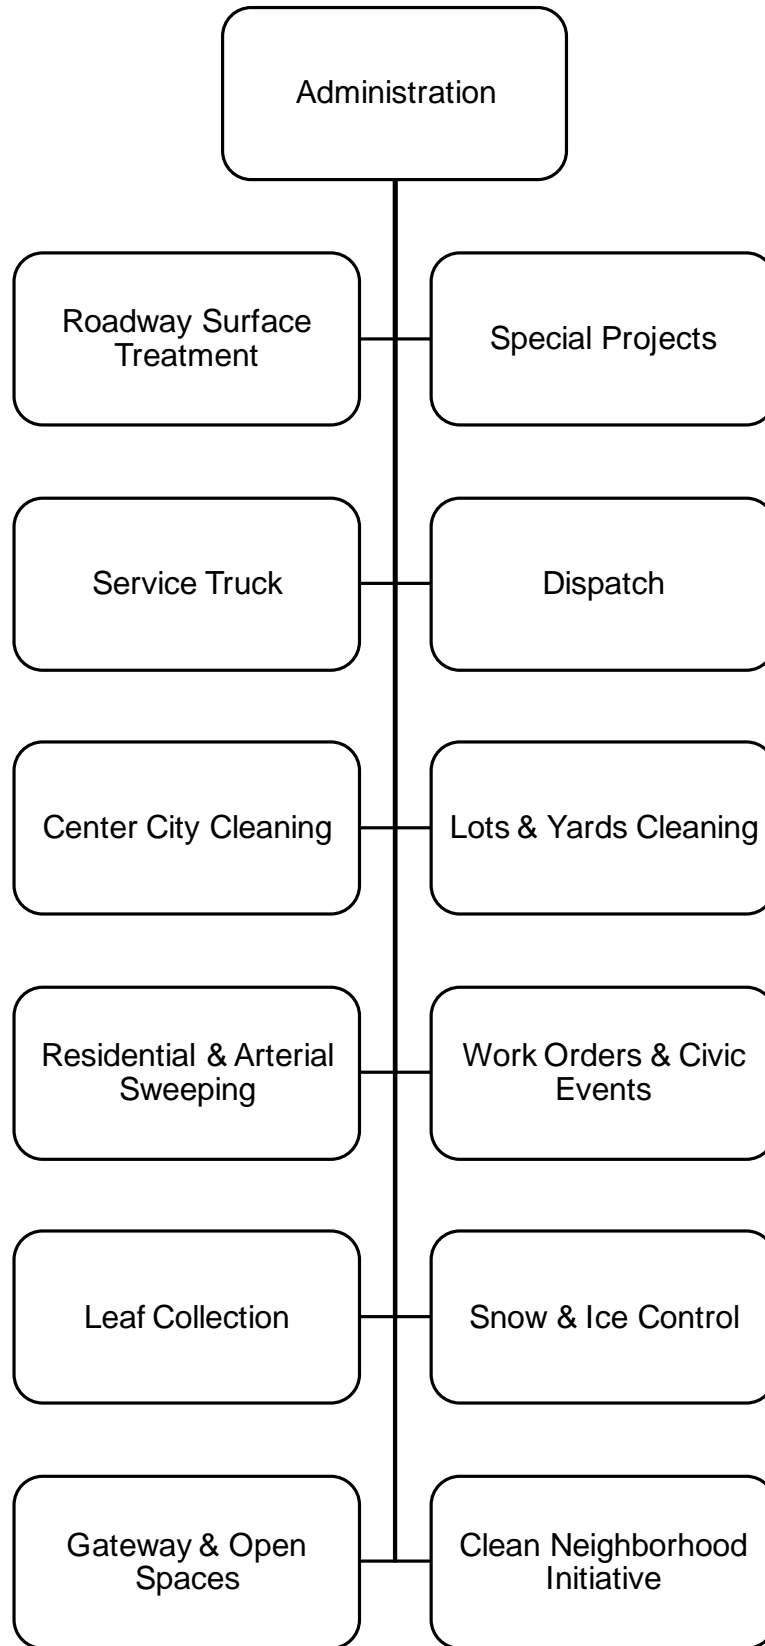 Administration
Roadway Surface
Treatment
Special Projects
Service Truck
Dispatch
Center City Cleaning
Lots & Yards Cleaning
Residential & Arterial
Sweeping
Work Orders & Civic
Events
Leaf Collection
Snow & Ice Control
Gateway & Open
Spaces
Clean Neighborhood
Initiative